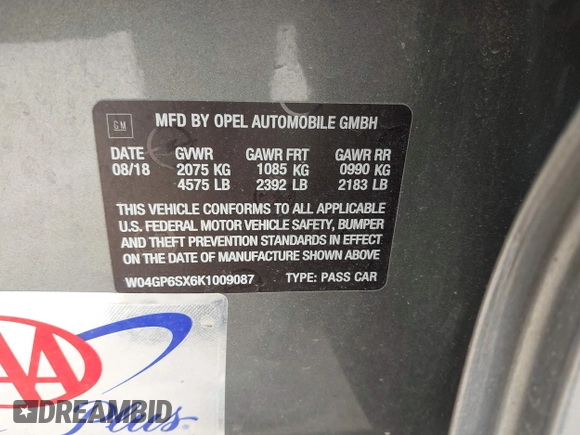 GM
MFD BY OPEL AUTOMOBILE GMBH
DATE GVWR GAWR FRT GAWR RR
08/18 2075 KG 1085 KG 0990 KG
4575 LB 2392 LB 2183 LB
THIS VEHICLE CONFORMS TO ALL APPLICABLE
U.S. FEDERAL MOTOR VEHICLE SAFETY, BUMPER
AND THEFT PREVENTION STANDARDS IN EFFECT
ON THE DATE OF MANUFACTURE SHOWN ABOVE
W04GP6SX6K1009087 TYPE: PASS CAR
AA
Plus®
DREAMBID